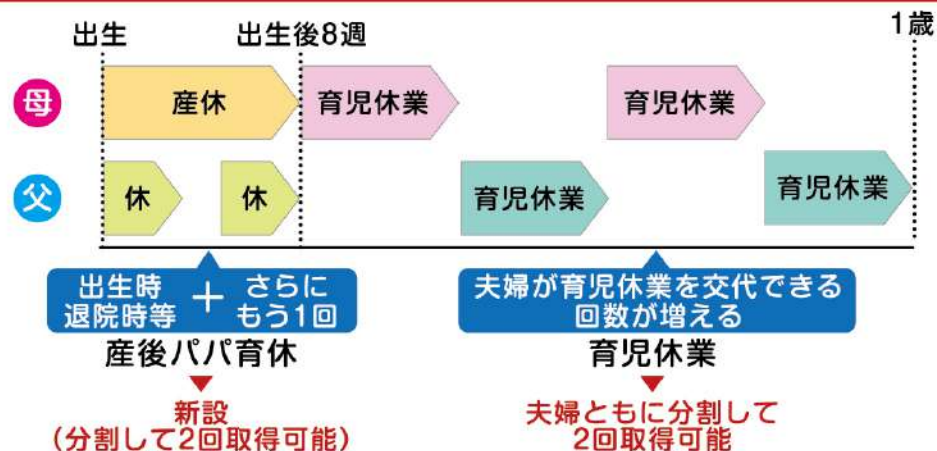 出生
出生後8週
1歳
母
産休
育児休業
育児休業
父
休
休
育児休業
育児休業
出生時
退院時等
＋
さらに
もう1回
夫婦が育児休業を交代できる
回数が増える
産後パパ育休
育児休業
新設
（分割して2回取得可能）
夫婦ともに分割して
2回取得可能